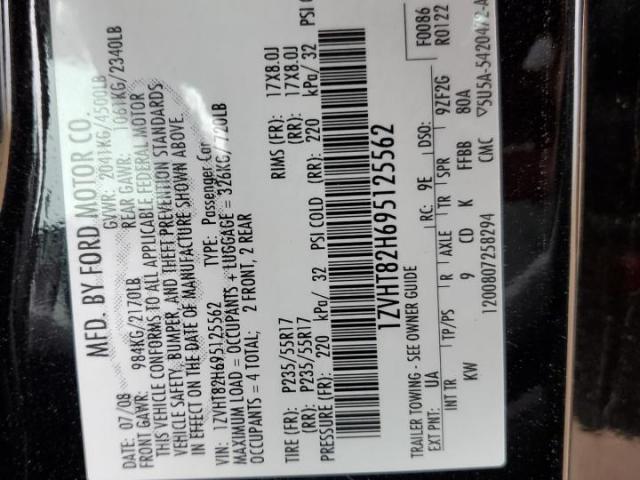 MFD. BY FORD MOTOR CO.
DATE: 07/08 GVWR: 2041KG/4500LB
FRONT GAWR: 984KG/2170LB REAR GAWR: 1061KG/2340LB
THIS VEHICLE CONFORMS TO ALL APPLICABLE FEDERAL MOTOR
VEHICLE SAFETY, BUMPER, AND THEFT PREVENTION STANDARDS
IN EFFECT ON THE DATE OF MANUFACTURE SHOWN ABOVE.
VIN: 1ZVHT82H695125562 TYPE: Passenger Car
MAXIMUM LOAD = OCCUPANTS + LUGGAGE = 326KG/720LB
OCCUPANTS = 4 TOTAL; 2 FRONT, 2 REAR
TIRE (FR): P235/55R17 RIMS (FR): 17X8.0J
(RR): P235/55R17 (RR): 17X8.0J
PRESSURE (FR): 220 kPa/ 32 PSI COLD (RR): 220 kPa/ 32 PSI
1ZVHT82H695125562
TRAILER TOWING - SEE OWNER GUIDE F0086
EXT PNT: UA RC: 9E DSO: R0122
INT TR TP/PS R AXLE TR SPR 9ZF2G
KW 9 CD K FFBB 80A
1200807258294 CMC ▽5U5A-5420472-A